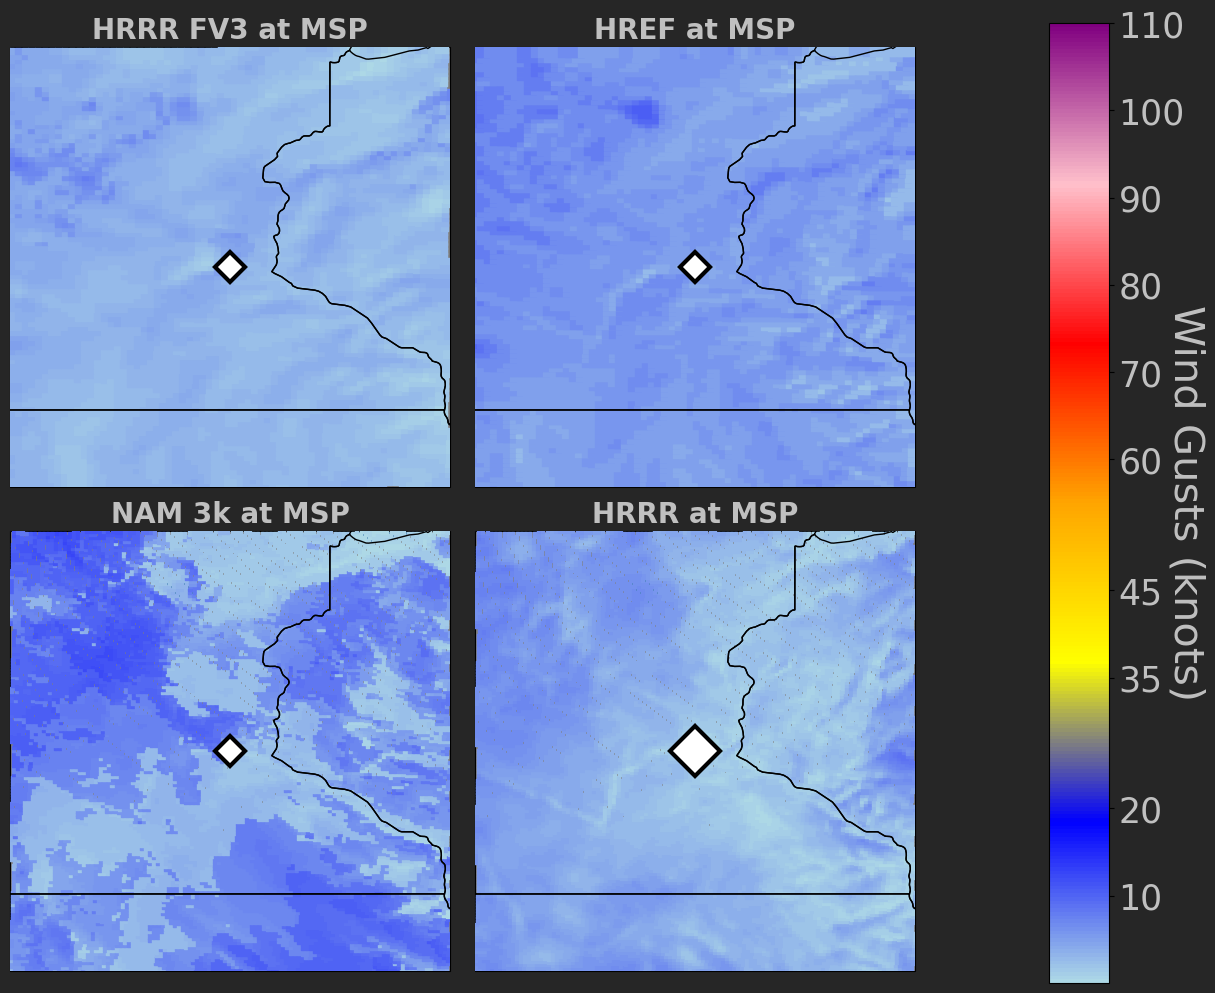 HRRR FV3 at MSP
HREF at MSP
NAM 3k at MSP
HRRR at MSP
110
100
90
80
70
60
45
35
20
10
Wind Gusts (knots)